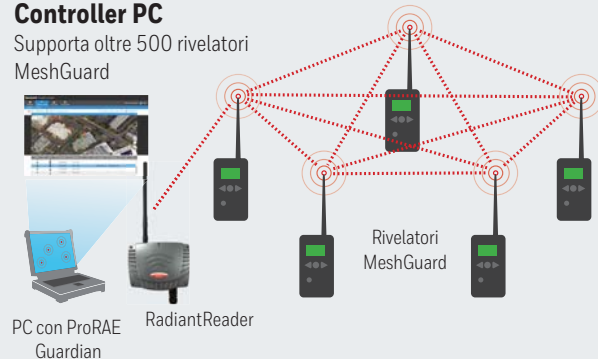 Controller PC
Supporta oltre 500 rivelatori
MeshGuard
Rivelatori
MeshGuard
RadiantReader
PC con ProRAE
Guardian